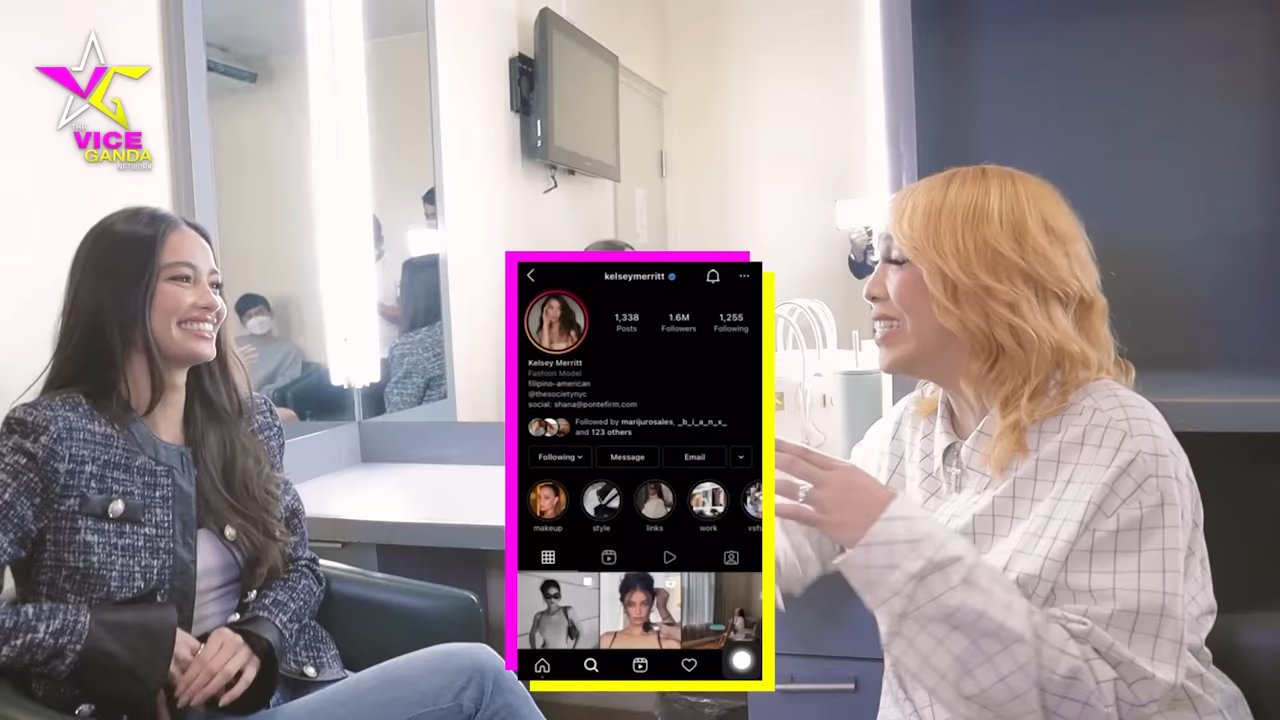 THE
VICE
GANDA
NETWORK
kelseymerritt
1,338
Posts
1.6M
Followers
1,255
Following
Kelsey Merritt
Fashion Model
filipino-american
@thesocietynyc
social: shana@pontefirm.com
Followed by marijurosales, _b_i_a_n_x_
and 123 others
Following
Message
Email
makeup
style
links
work
vsfs